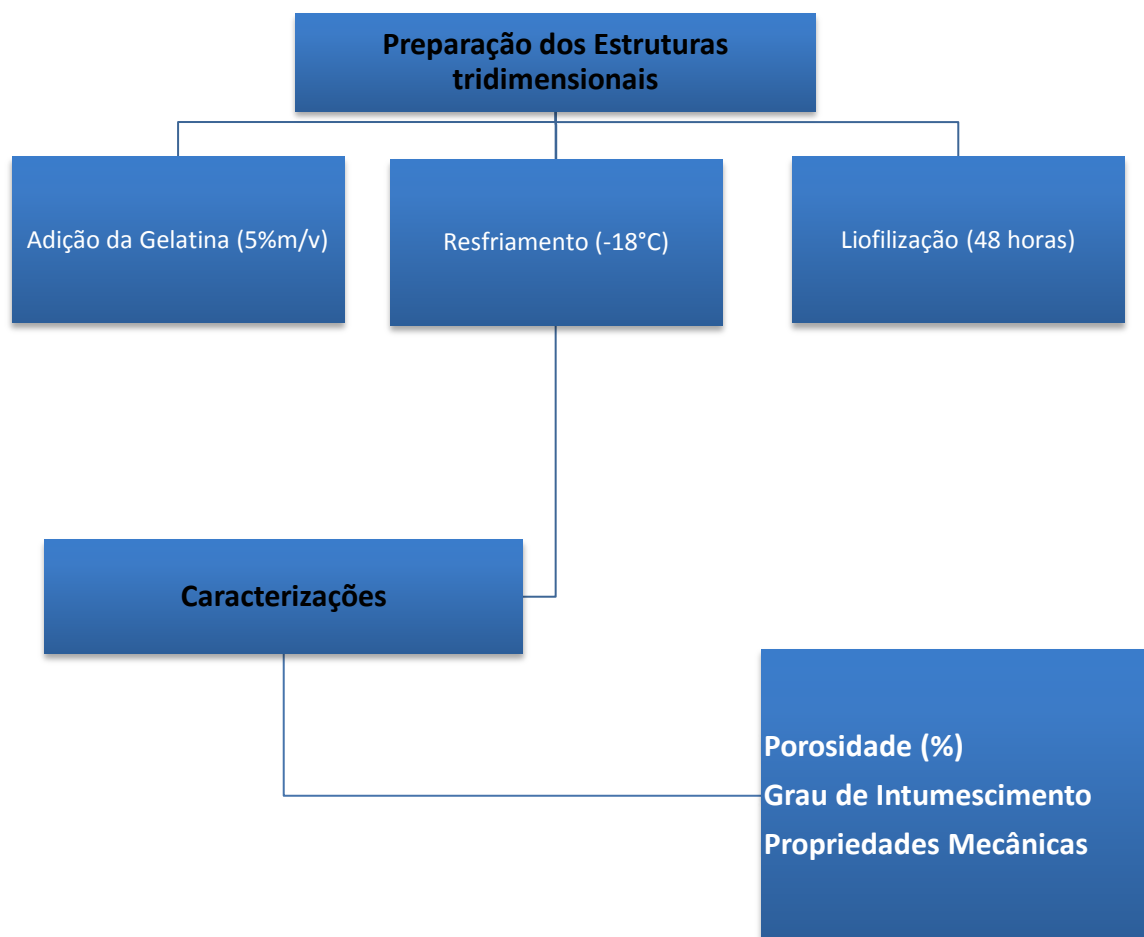 Preparação dos Estruturas
tridimensionais
Adição da Gelatina (5%m/v)
Resfriamento (-18°C)
Liofilização (48 horas)
Caracterizações
Porosidade (%)
Grau de Intumescimento
Propriedades Mecânicas